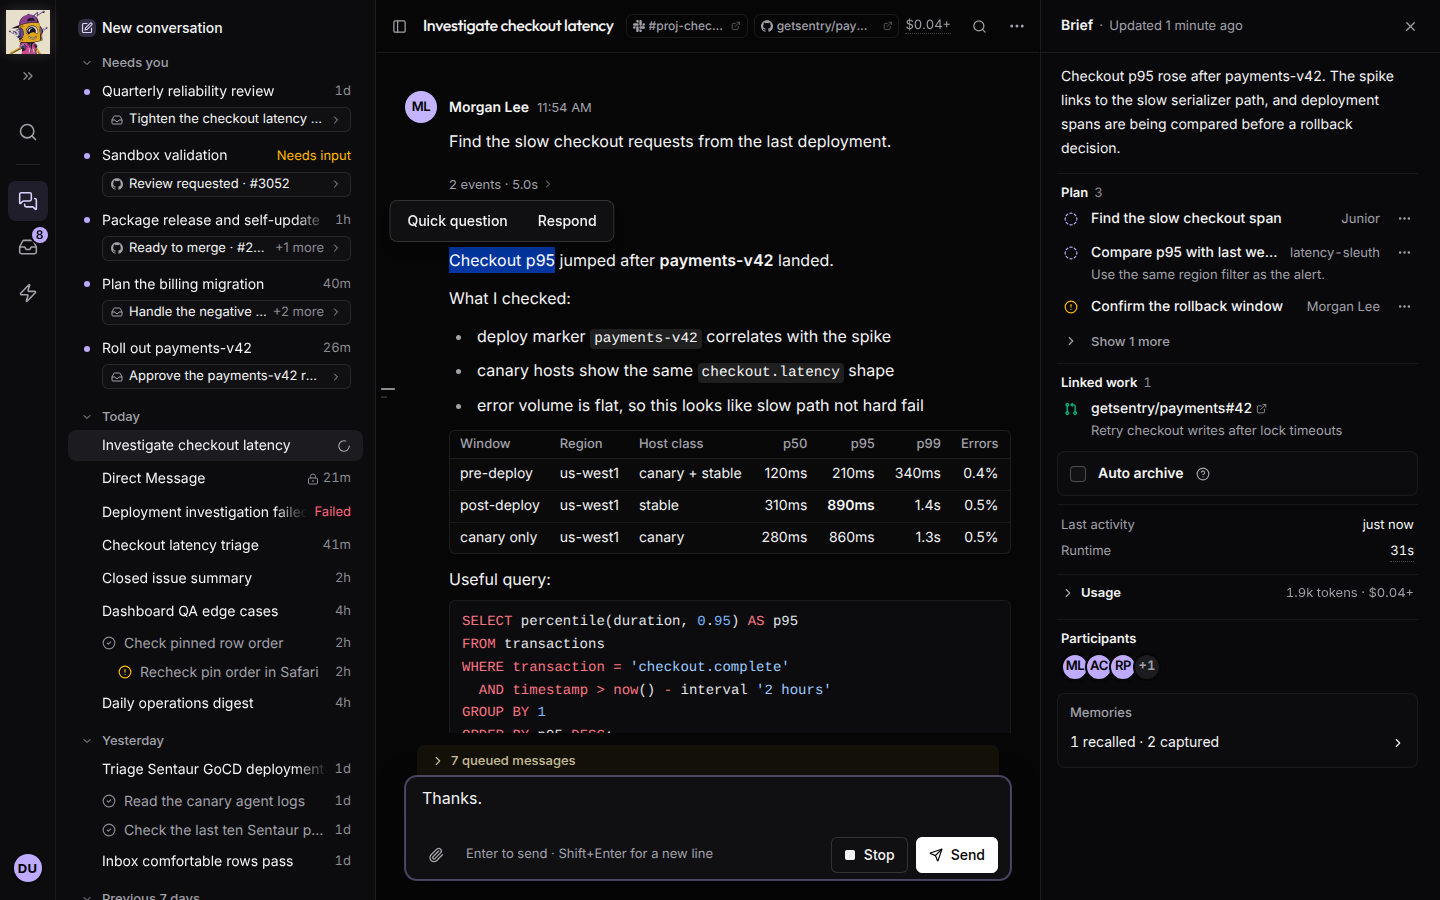 New conversation
Needs you
Quarterly reliability review 1d
Tighten the checkout latency ...
Sandbox validation Needs input
Review requested · #3052
Package release and self-update 1h
Ready to merge · #2... +1 more
Plan the billing migration 40m
Handle the negative ... +2 more
Roll out payments-v42 26m
Approve the payments-v42 r...
Today
Investigate checkout latency
Direct Message 21m
Deployment investigation failed Failed
Checkout latency triage 41m
Closed issue summary 2h
Dashboard QA edge cases 4h
Check pinned row order 2h
Recheck pin order in Safari 2h
Daily operations digest 4h
Yesterday
Triage Sentaur GoCD deployment 1d
Read the canary agent logs 1d
Check the last ten Sentaur p... 1d
Inbox comfortable rows pass 1d
Previous 7 days
8
DU
Investigate checkout latency #proj-chec... getsentry/pay... $0.04+
ML Morgan Lee 11:54 AM
Find the slow checkout requests from the last deployment.
2 events · 5.0s
Quick question Respond
Checkout p95 jumped after payments-v42 landed.
What I checked:
• deploy marker payments-v42 correlates with the spike
• canary hosts show the same checkout.latency shape
• error volume is flat, so this looks like slow path not hard fail
Window Region Host class p50 p95 p99 Errors
pre-deploy us-west1 canary + stable 120ms 210ms 340ms 0.4%
post-deploy us-west1 stable 310ms 890ms 1.4s 0.5%
canary only us-west1 canary 280ms 860ms 1.3s 0.5%
Useful query:
SELECT percentile(duration, 0.95) AS p95
FROM transactions
WHERE transaction = 'checkout.complete'
AND timestamp > now() - interval '2 hours'
GROUP BY 1
ORDER BY p95 DESC;
7 queued messages
Thanks.
Enter to send · Shift+Enter for a new line Stop Send
Brief · Updated 1 minute ago
Checkout p95 rose after payments-v42. The spike
links to the slow serializer path, and deployment
spans are being compared before a rollback
decision.
Plan 3
Find the slow checkout span Junior
Compare p95 with last we... latency-sleuth
Use the same region filter as the alert.
Confirm the rollback window Morgan Lee
Show 1 more
Linked work 1
getsentry/payments#42
Retry checkout writes after lock timeouts
Auto archive
Last activity just now
Runtime 31s
Usage 1.9k tokens · $0.04+
Participants
ML AC RP +1
Memories
1 recalled · 2 captured